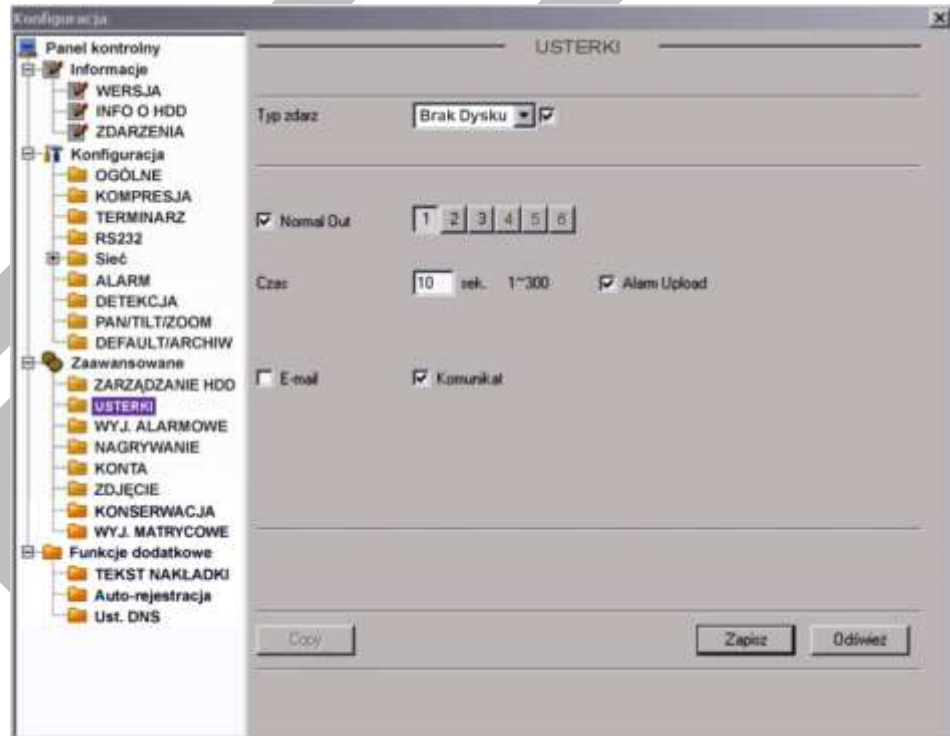 Konfiguracja
Panel kontrolny
Informacje
WERSJA
INFO O HDD
ZDARZENIA
Konfiguracja
OGÓLNE
KOMPRESJA
TERMINARZ
RS232
Sieć
ALARM
DETEKCJA
PAN/TILT/ZOOM
DEFAULT/ARCHIW
Zaawansowane
ZARZĄDZANIE HDD
USTERKI
WYJ. ALARMOWE
NAGRYWANIE
KONTA
ZDJĘCIE
KONSERWACJA
WYJ. MATRYCOWE
Funkcje dodatkowe
TEKST NAKŁADKI
Auto-rejestracja
Ust. DNS
USTERKI
Typ zdarz Brak Dysku
Normal Out 1 2 3 4 5 6
Czas 10 sek. 1~300 Alarm Upload
E-mail Komunikat
Copy Zapisz Odśwież